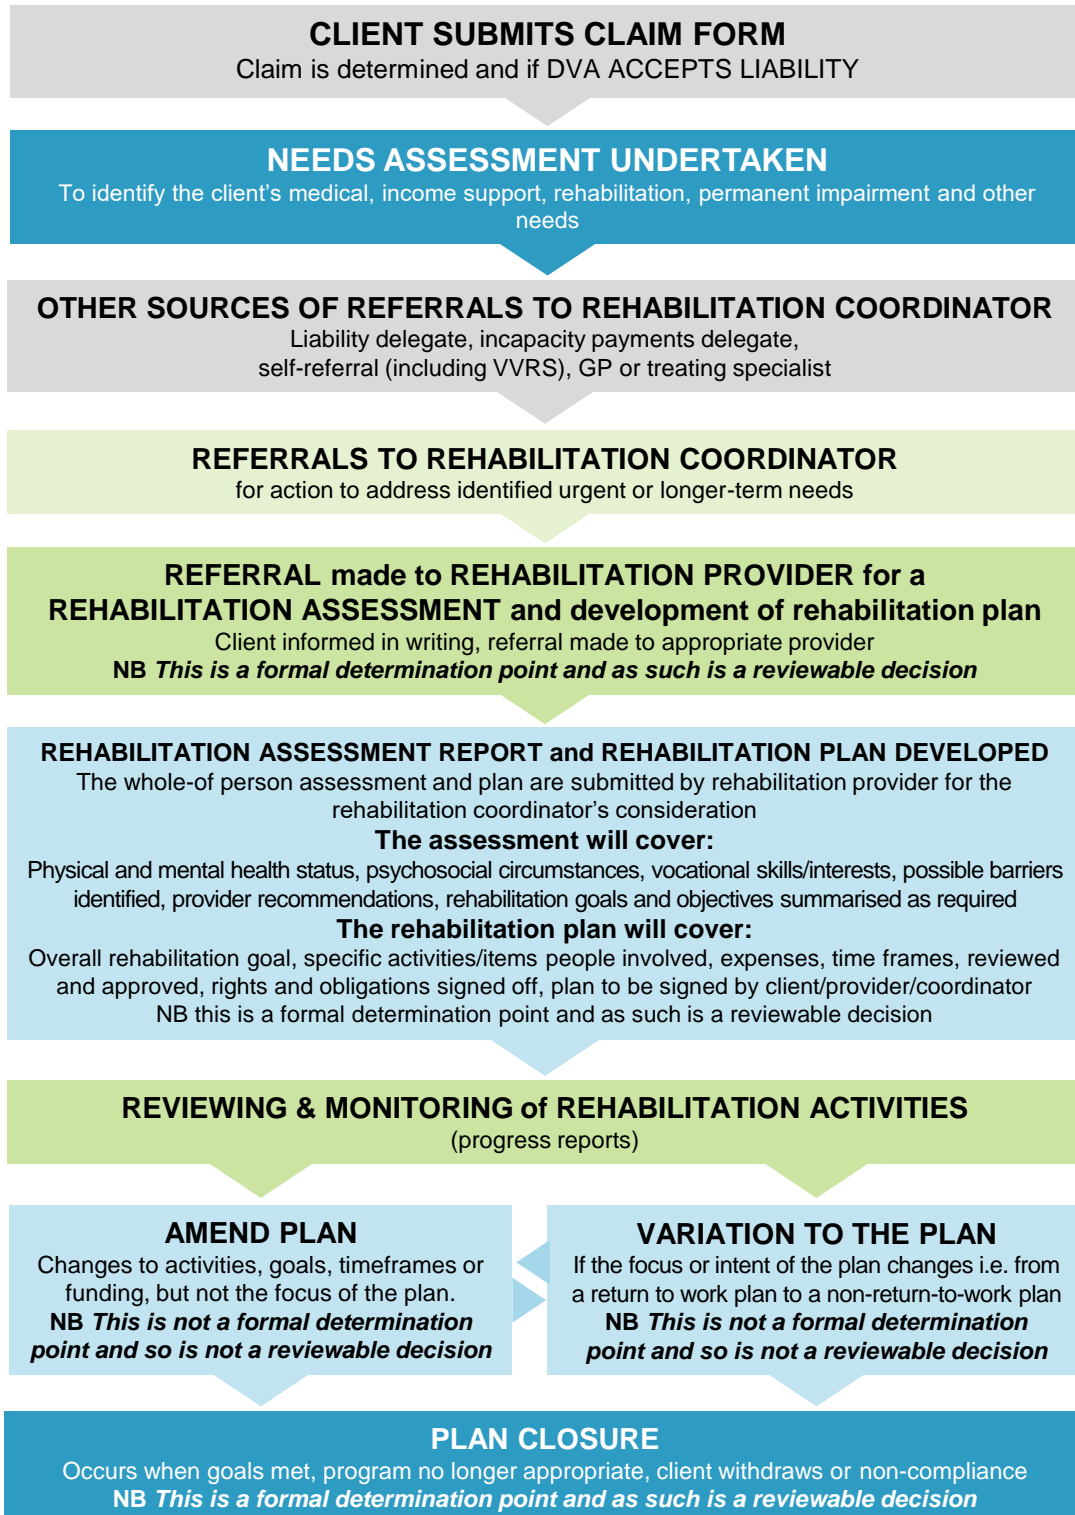 CLIENT SUBMITS CLAIM FORM
Claim is determined and if DVA ACCEPTS LIABILITY
NEEDS ASSESSMENT UNDERTAKEN
To identify the client's medical, income support, rehabilitation, permanent impairment and other
needs
OTHER SOURCES OF REFERRALS TO REHABILITATION COORDINATOR
Liability delegate, incapacity payments delegate,
self-referral (including VVRS), GP or treating specialist
REFERRALS TO REHABILITATION COORDINATOR
for action to address identified urgent or longer-term needs
REFERRAL made to REHABILITATION PROVIDER for a
REHABILITATION ASSESSMENT and development of rehabilitation plan
Client informed in writing, referral made to appropriate provider
NB This is a formal determination point and as such is a reviewable decision
REHABILITATION ASSESSMENT REPORT and REHABILITATION PLAN DEVELOPED
The whole-of person assessment and plan are submitted by rehabilitation provider for the
rehabilitation coordinator's consideration
The assessment will cover:
Physical and mental health status, psychosocial circumstances, vocational skills/interests, possible barriers
identified, provider recommendations, rehabilitation goals and objectives summarised as required
The rehabilitation plan will cover:
Overall rehabilitation goal, specific activities/items people involved, expenses, time frames, reviewed
and approved, rights and obligations signed off, plan to be signed by client/provider/coordinator
NB this is a formal determination point and as such is a reviewable decision
REVIEWING & MONITORING of REHABILITATION ACTIVITIES
(progress reports)
AMEND PLAN
Changes to activities, goals, timeframes or
funding, but not the focus of the plan.
NB This is not a formal determination
point and so is not a reviewable decision
VARIATION TO THE PLAN
If the focus or intent of the plan changes i.e. from
a return to work plan to a non-return-to-work plan
NB This is not a formal determination
point and so is not a reviewable decision
PLAN CLOSURE
Occurs when goals met, program no longer appropriate, client withdraws or non-compliance
NB This is a formal determination point and as such is a reviewable decision